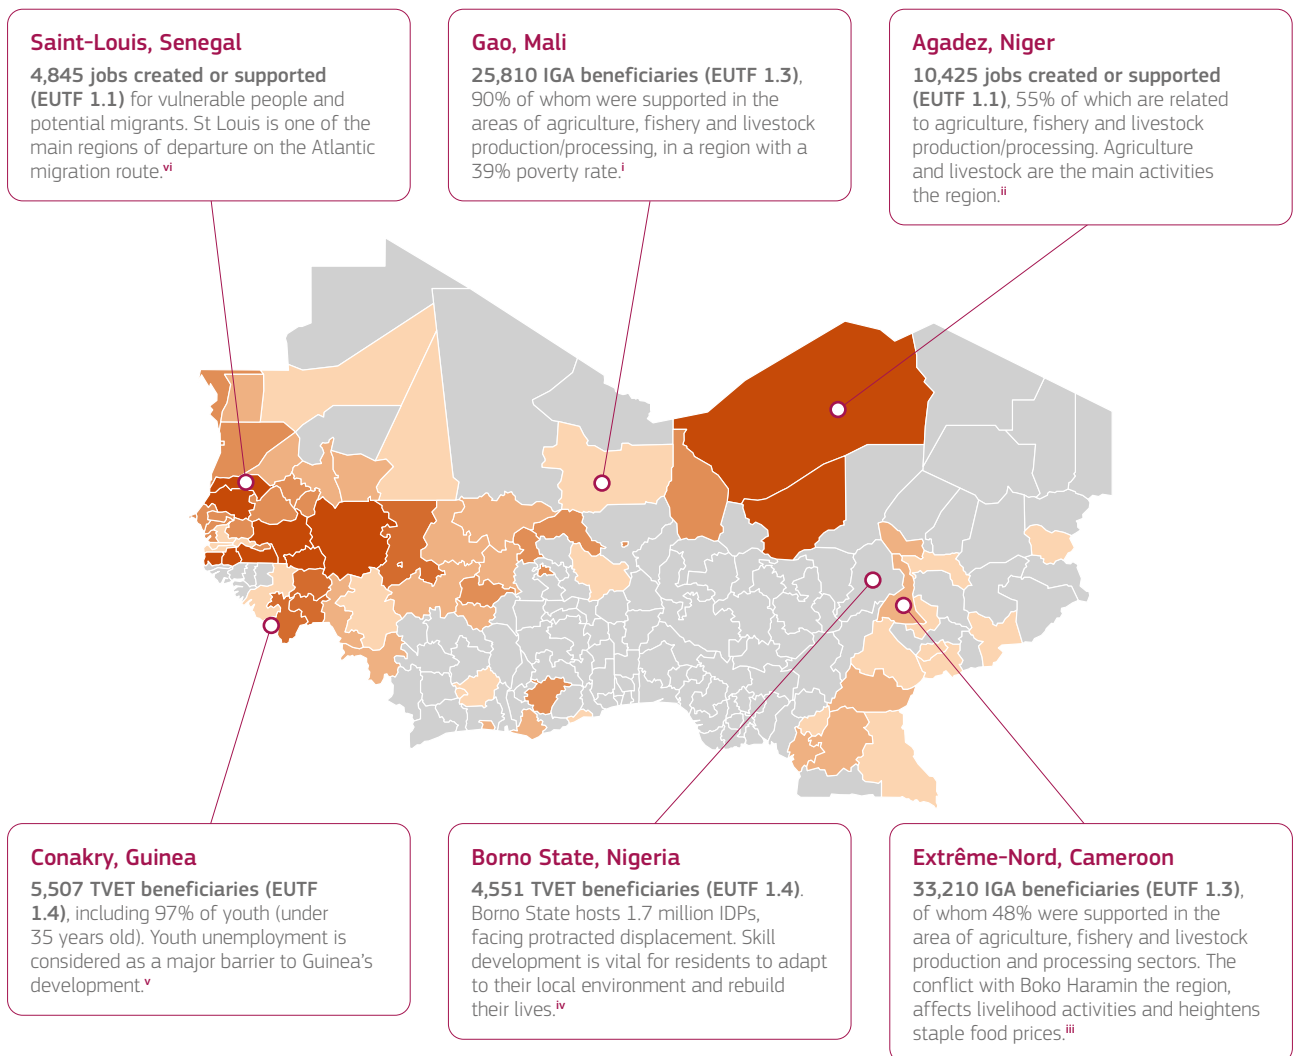 Saint-Louis, Senegal
4,845 jobs created or supported
(EUTF 1.1) for vulnerable people and
potential migrants. St Louis is one of the
main regions of departure on the Atlantic
migration route.vi
Gao, Mali
25,810 IGA beneficiaries (EUTF 1.3),
90% of whom were supported in the
areas of agriculture, fishery and livestock
production/processing, in a region with a
39% poverty rate.i
Agadez, Niger
10,425 jobs created or supported
(EUTF 1.1), 55% of which are related
to agriculture, fishery and livestock
production/processing. Agriculture
and livestock are the main activities
the region.ii
Conakry, Guinea
5,507 TVET beneficiaries (EUTF
1.4), including 97% of youth (under
35 years old). Youth unemployment is
considered as a major barrier to Guinea's
development.v
Borno State, Nigeria
4,551 TVET beneficiaries (EUTF 1.4).
Borno State hosts 1.7 million IDPs,
facing protracted displacement. Skill
development is vital for residents to adapt
to their local environment and rebuild
their lives.iv
Extrême-Nord, Cameroon
33,210 IGA beneficiaries (EUTF 1.3),
of whom 48% were supported in the
area of agriculture, fishery and livestock
production and processing sectors. The
conflict with Boko Haramin the region,
affects livelihood activities and heightens
staple food prices.iii